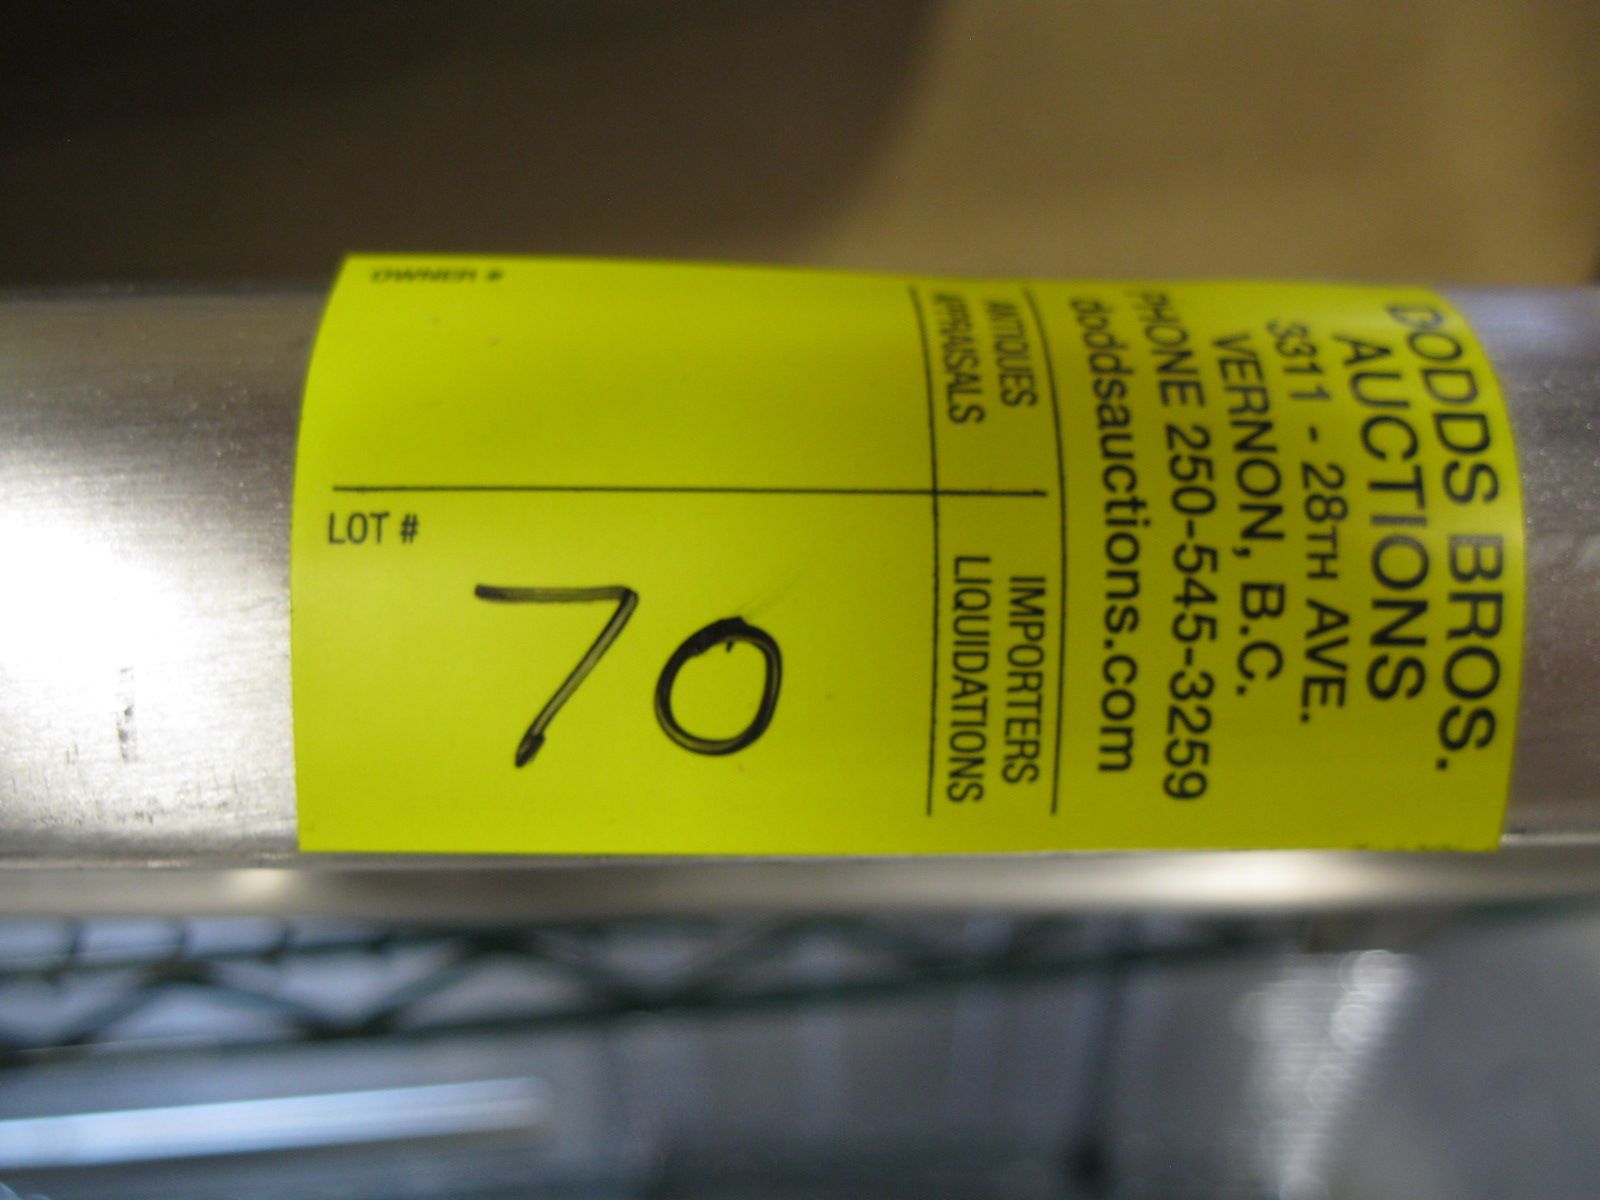 DODDS BROS.
AUCTIONS
3311 - 28TH AVE.
VERNON, B.C.
PHONE 250-545-3259
doddsauctions.com
ANTIQUES IMPORTERS
APPRAISALS LIQUIDATIONS
OWNER #
LOT #
70